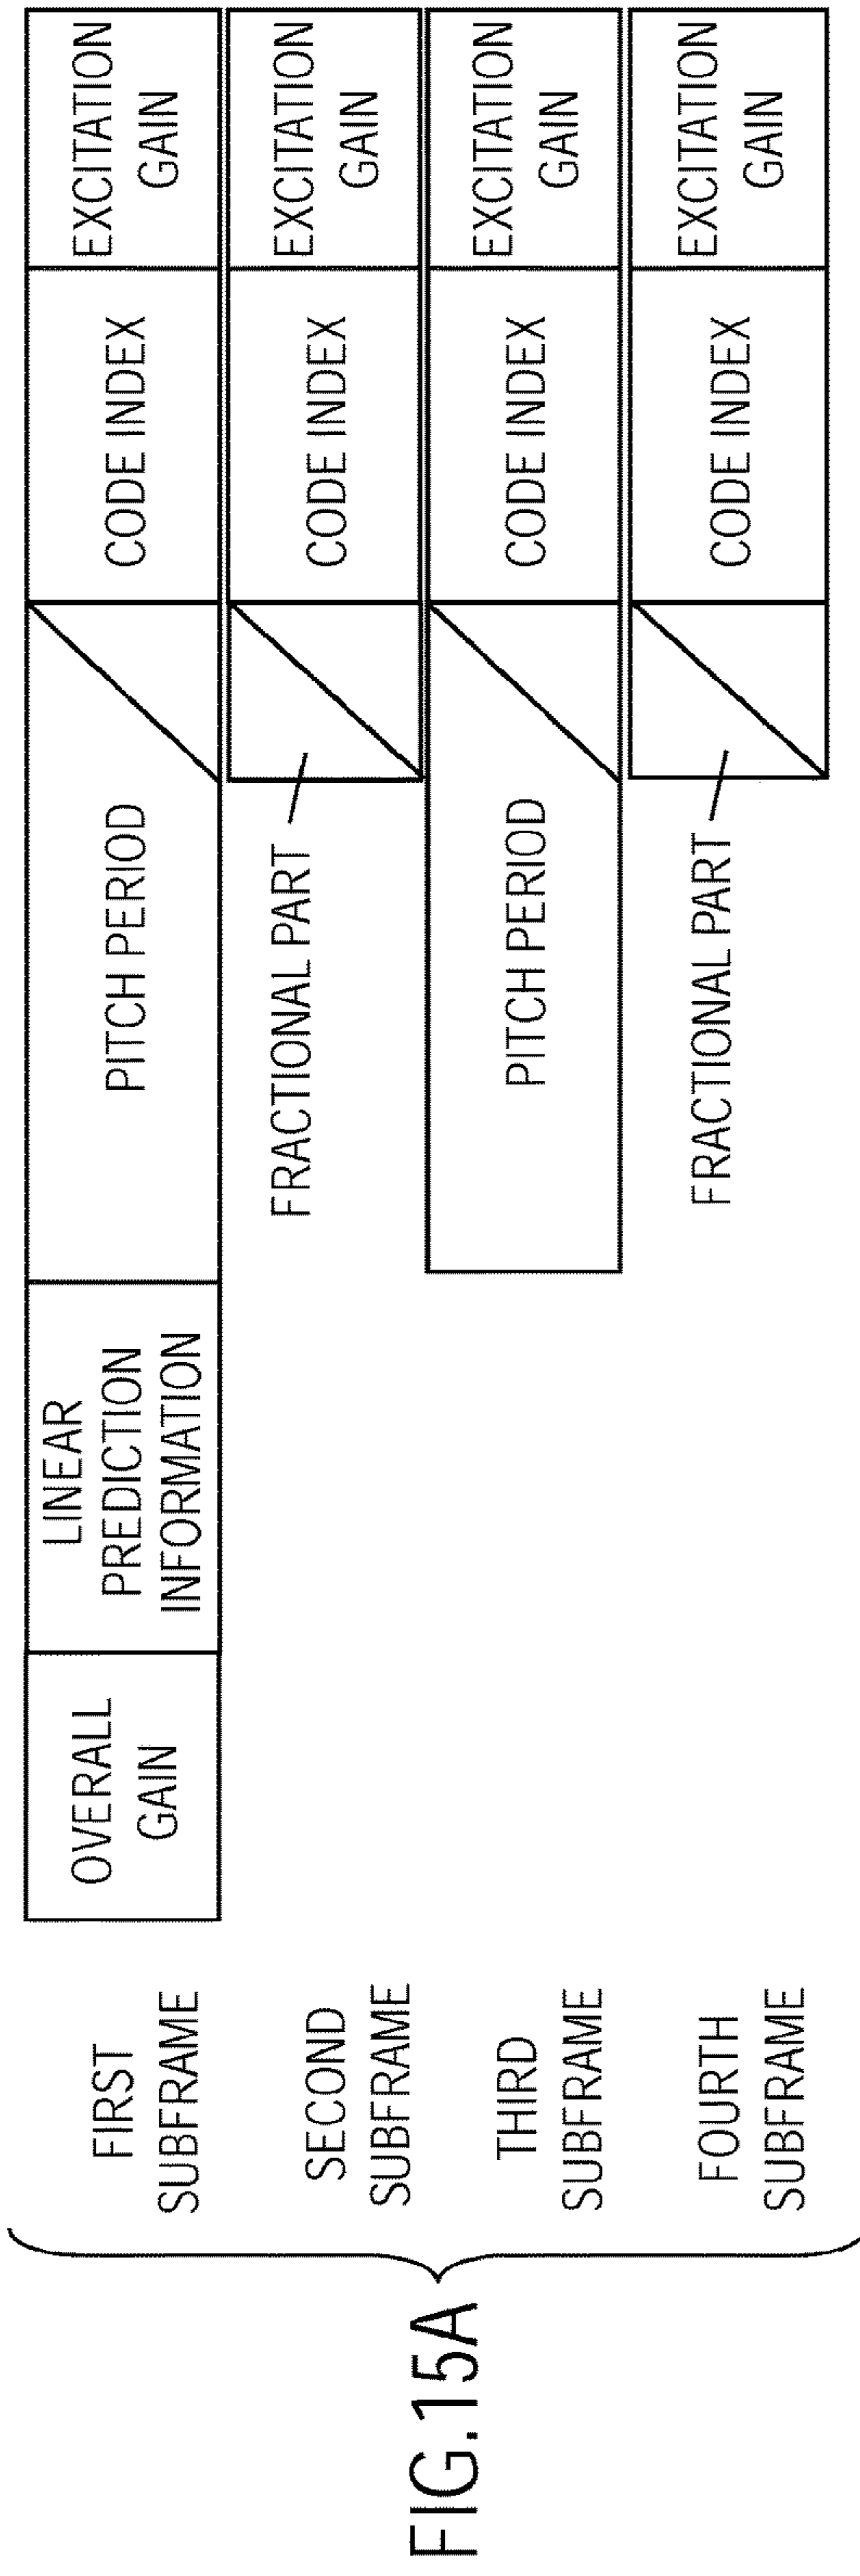 FIG.15A
FIRST
SUBFRAME
OVERALL
GAIN
LINEAR
PREDICTION
INFORMATION
PITCH PERIOD
CODE INDEX
EXCITATION
GAIN
SECOND
SUBFRAME
FRACTIONAL PART
CODE INDEX
EXCITATION
GAIN
THIRD
SUBFRAME
PITCH PERIOD
CODE INDEX
EXCITATION
GAIN
FOURTH
SUBFRAME
FRACTIONAL PART
CODE INDEX
EXCITATION
GAIN